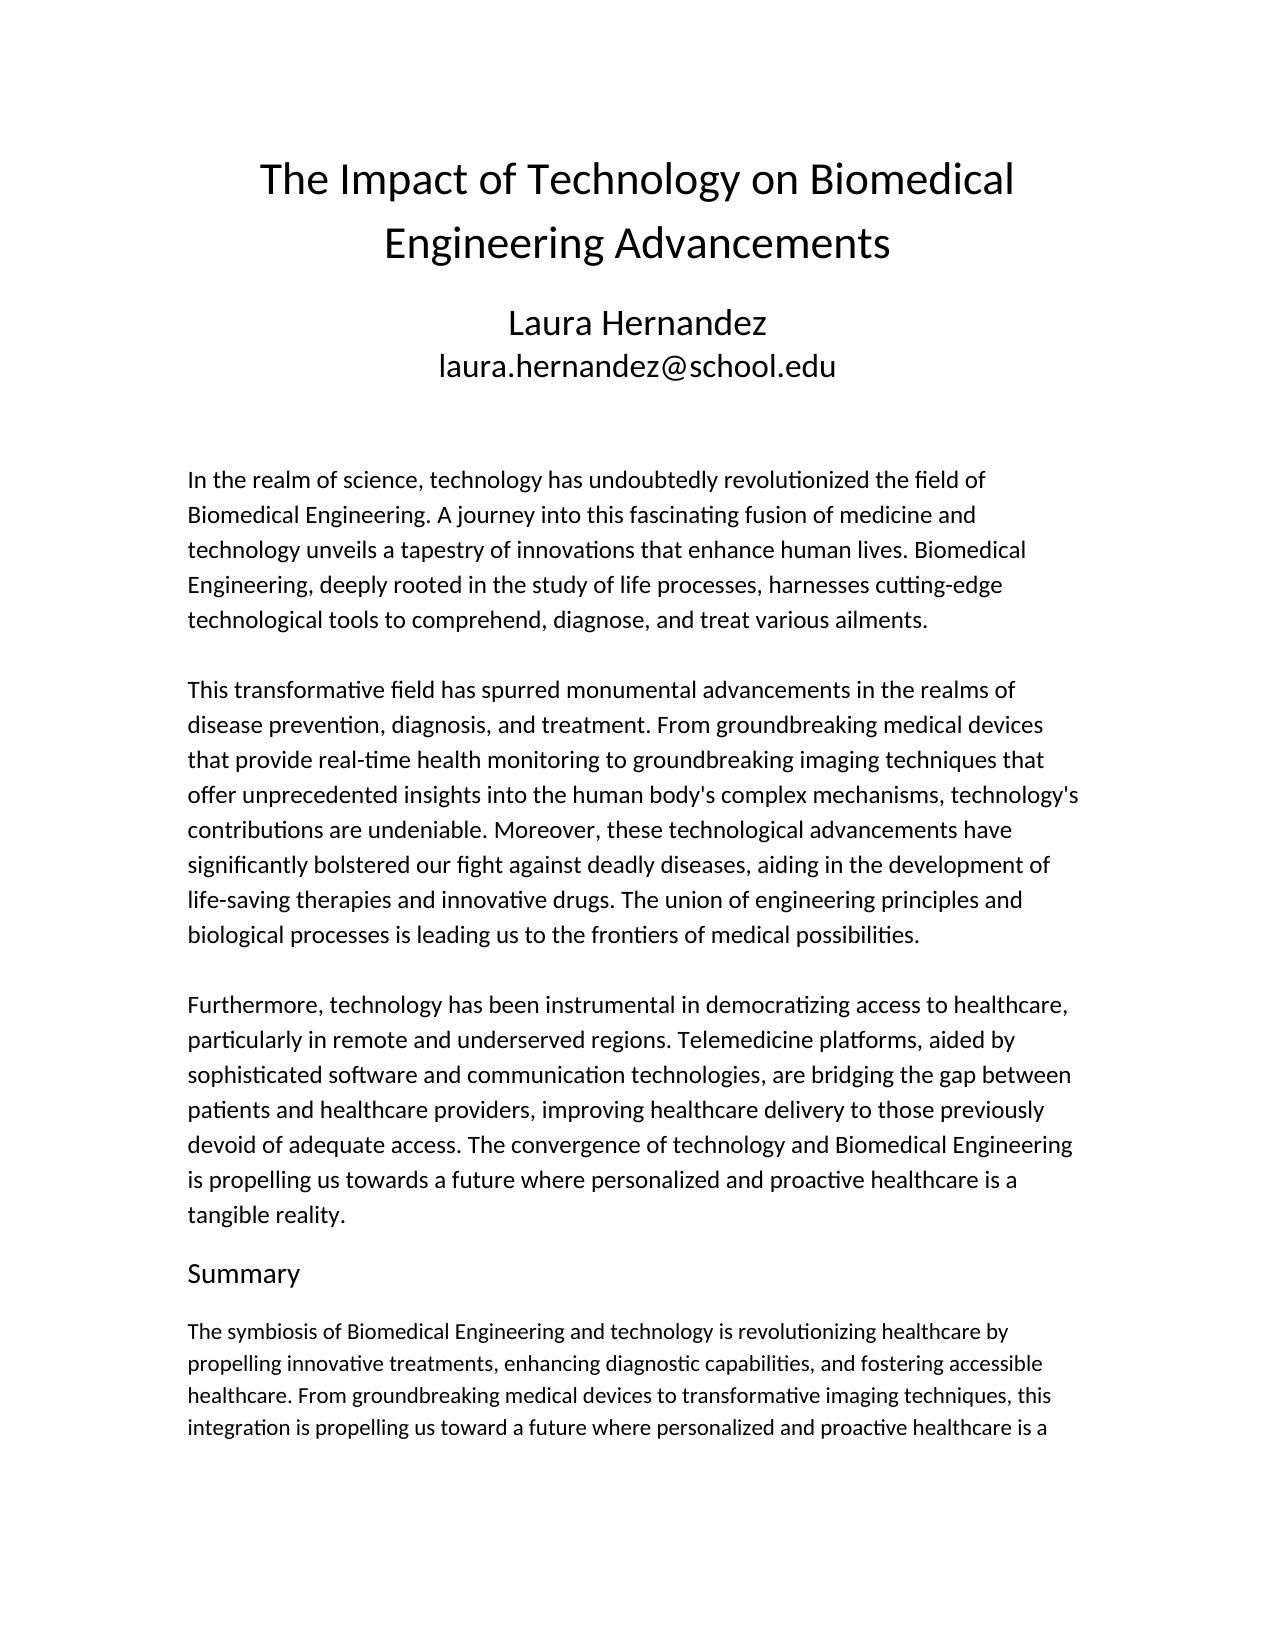 The Impact of Technology on Biomedical
Engineering Advancements
Laura Hernandez
laura.hernandez@school.edu
In the realm of science, technology has undoubtedly revolutionized the field of
Biomedical Engineering. A journey into this fascinating fusion of medicine and
technology unveils a tapestry of innovations that enhance human lives. Biomedical
Engineering, deeply rooted in the study of life processes, harnesses cutting-edge
technological tools to comprehend, diagnose, and treat various ailments.
This transformative field has spurred monumental advancements in the realms of
disease prevention, diagnosis, and treatment. From groundbreaking medical devices
that provide real-time health monitoring to groundbreaking imaging techniques that
offer unprecedented insights into the human body's complex mechanisms, technology's
contributions are undeniable. Moreover, these technological advancements have
significantly bolstered our fight against deadly diseases, aiding in the development of
life-saving therapies and innovative drugs. The union of engineering principles and
biological processes is leading us to the frontiers of medical possibilities.
Furthermore, technology has been instrumental in democratizing access to healthcare,
particularly in remote and underserved regions. Telemedicine platforms, aided by
sophisticated software and communication technologies, are bridging the gap between
patients and healthcare providers, improving healthcare delivery to those previously
devoid of adequate access. The convergence of technology and Biomedical Engineering
is propelling us towards a future where personalized and proactive healthcare is a
tangible reality.
Summary
The symbiosis of Biomedical Engineering and technology is revolutionizing healthcare by
propelling innovative treatments, enhancing diagnostic capabilities, and fostering accessible
healthcare. From groundbreaking medical devices to transformative imaging techniques, this
integration is propelling us toward a future where personalized and proactive healthcare is a